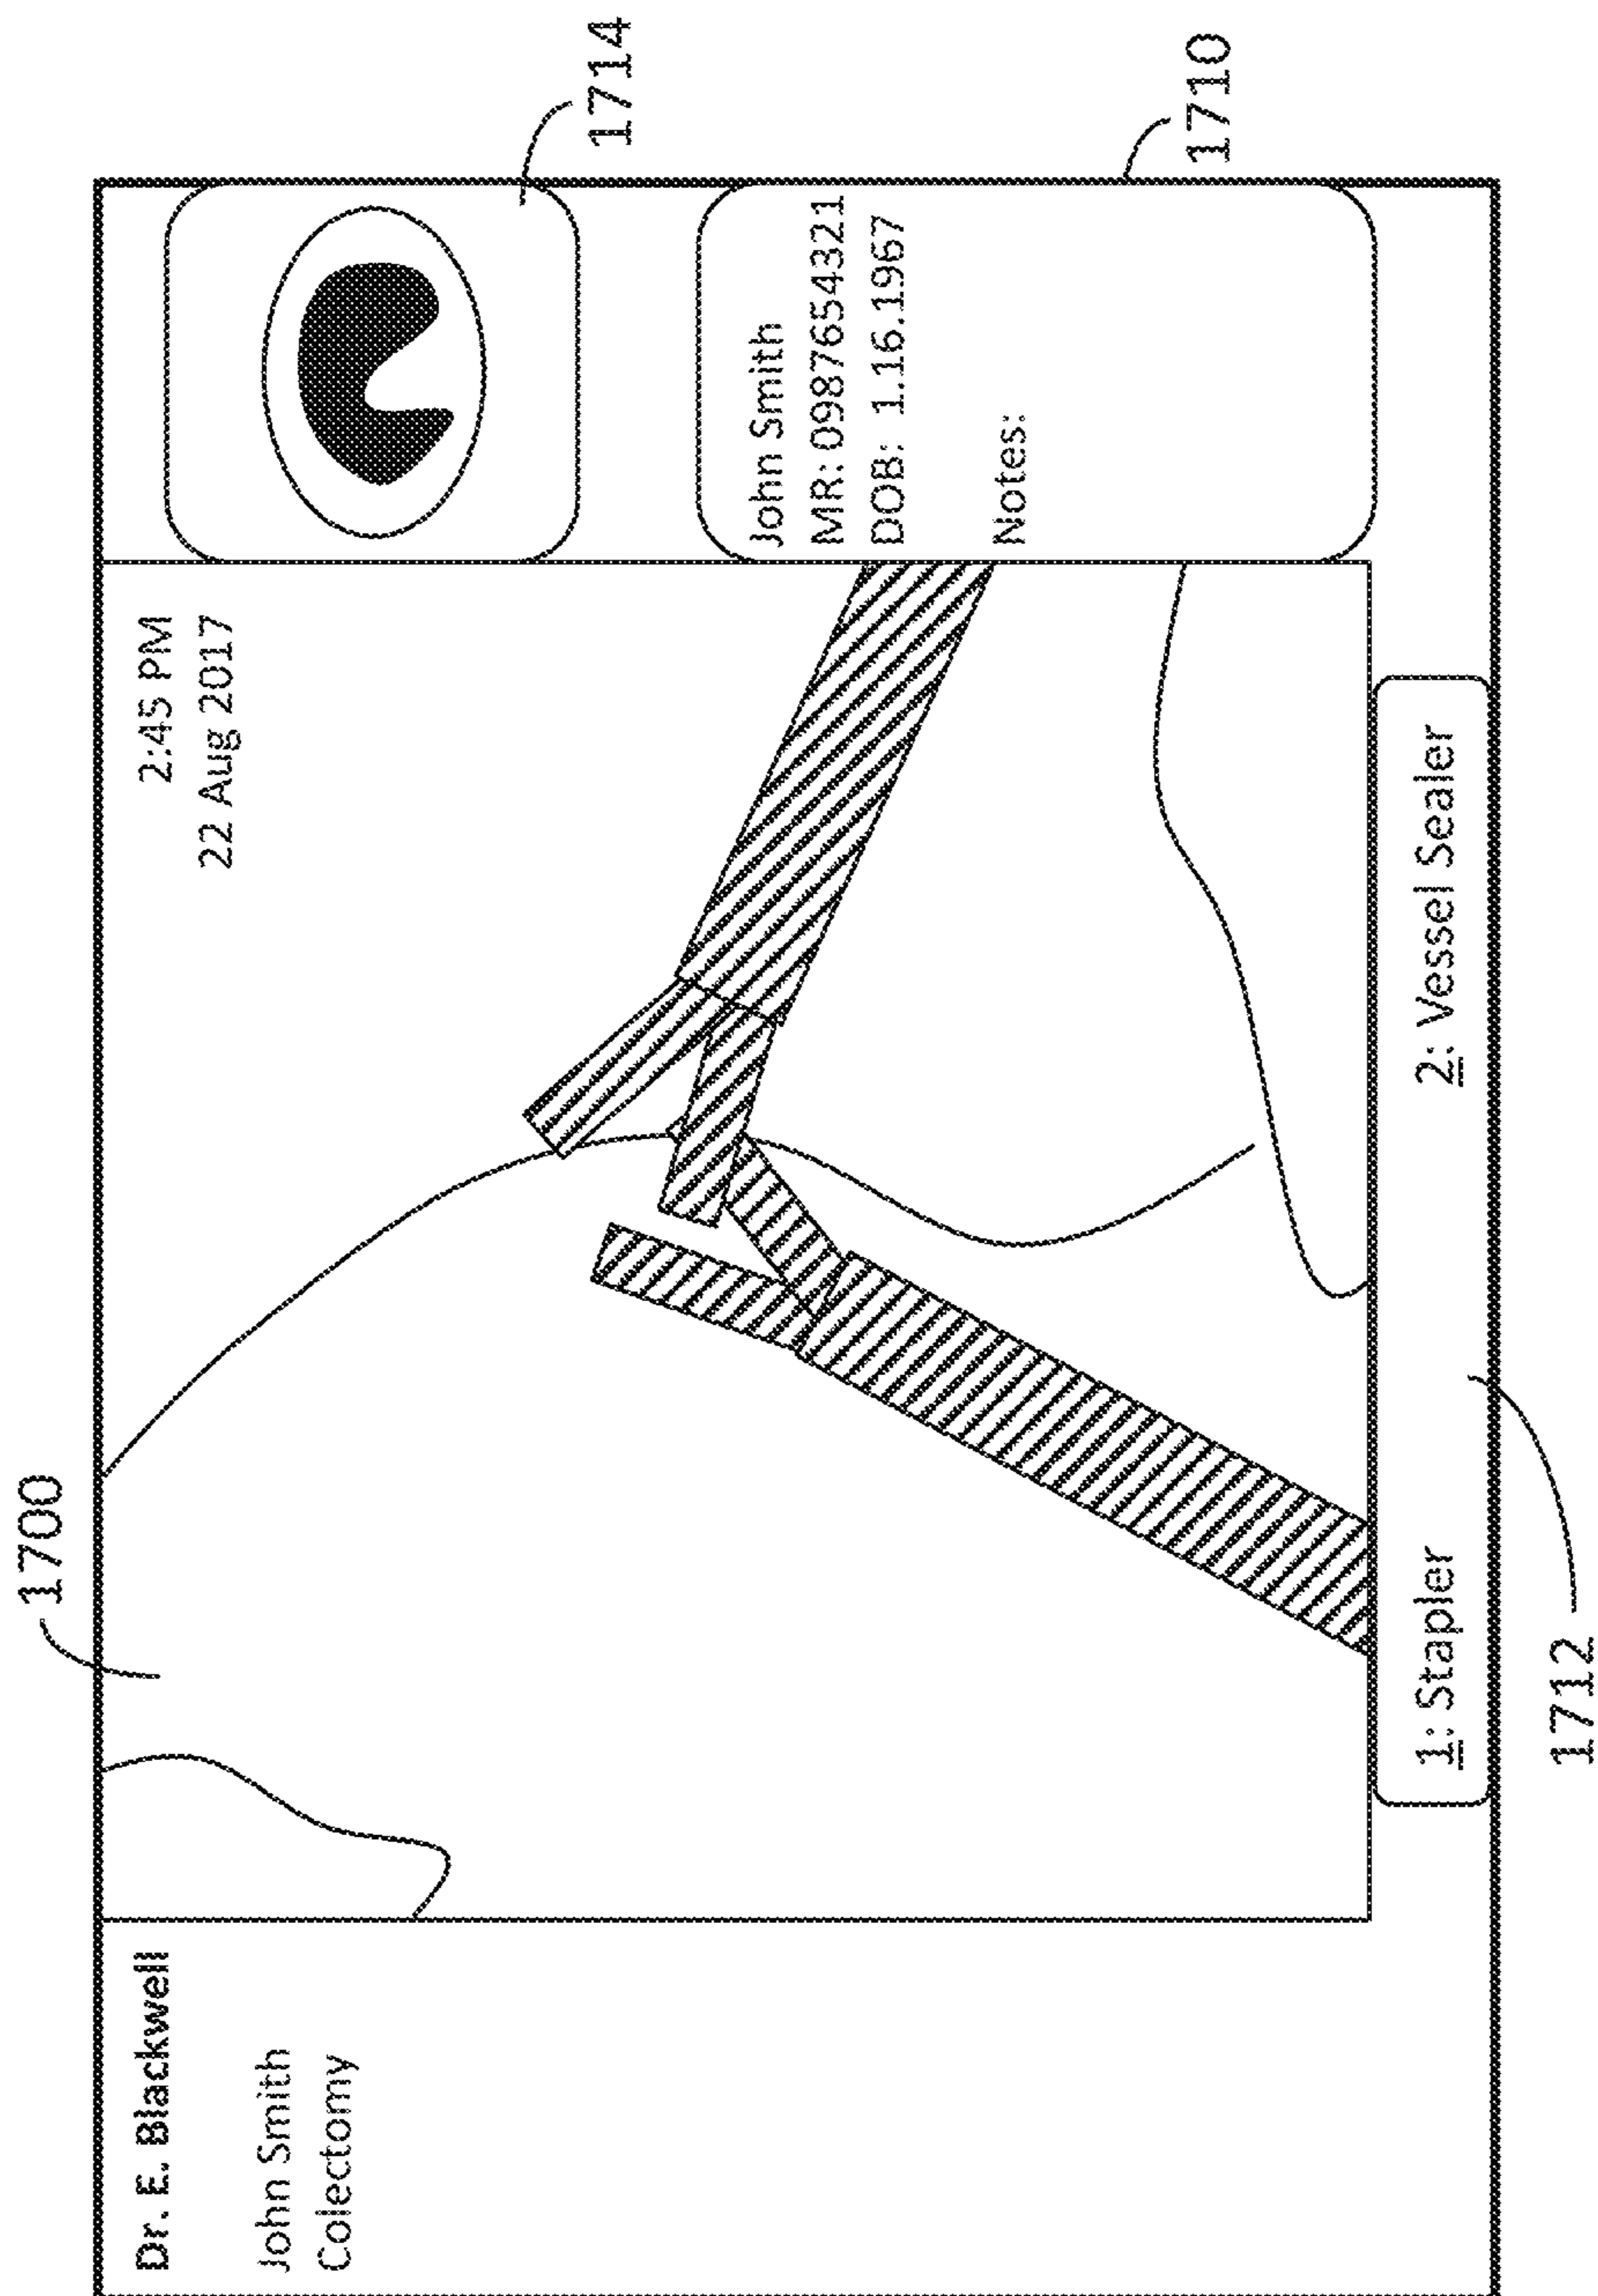 1700
Dr. E. Blackwell
John Smith
Colectomy
2:45 PM
22 Aug 2017
1714
John Smith
MR: 0987654321
DOB: 1.16.1967
Notes:
1710
1: Stapler
2: Vessel Sealer
1712